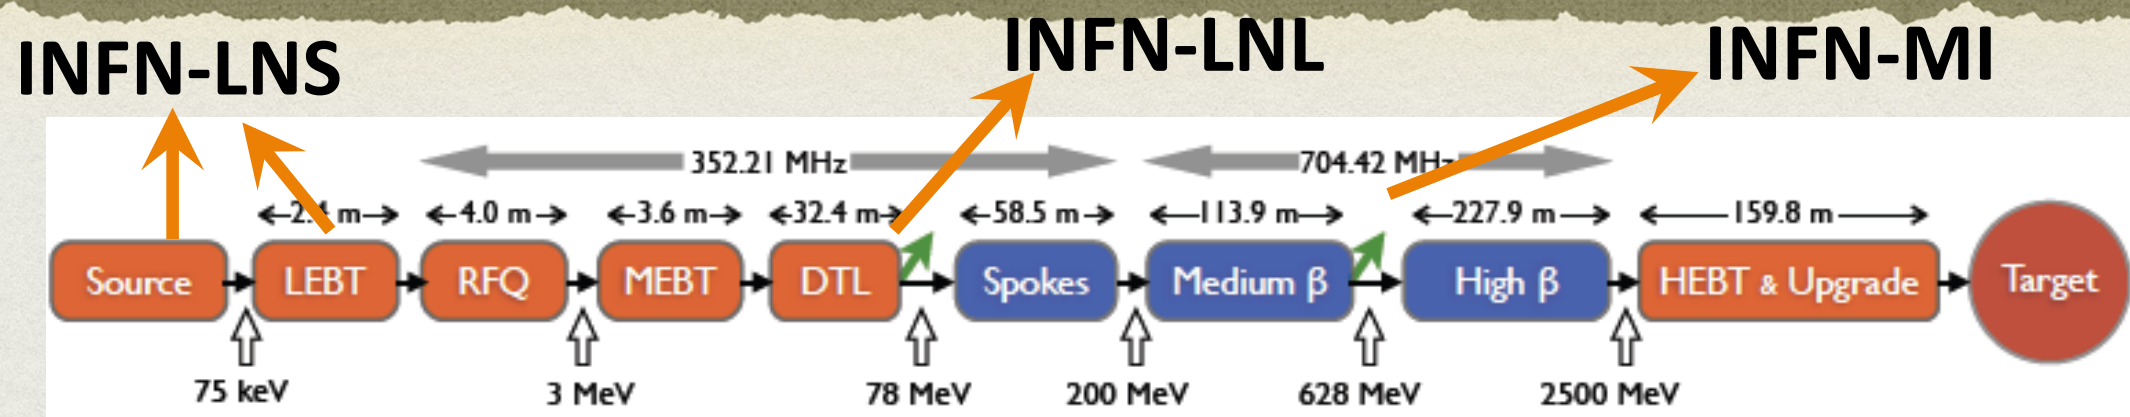 INFN-LNS
INFN-LNL
INFN-MI
352.21 MHz
704.42 MHz
m
4.0 m
3.6 m
32.4 m
58.5 m
113.9 m
227.9 m
159.8 m
Source
LEBT
RFQ
MEBT
DTL
Spokes
Medium β
High β
HEBT & Upgrade
Target
75 keV
3 MeV
78 MeV
200 MeV
628 MeV
2500 MeV